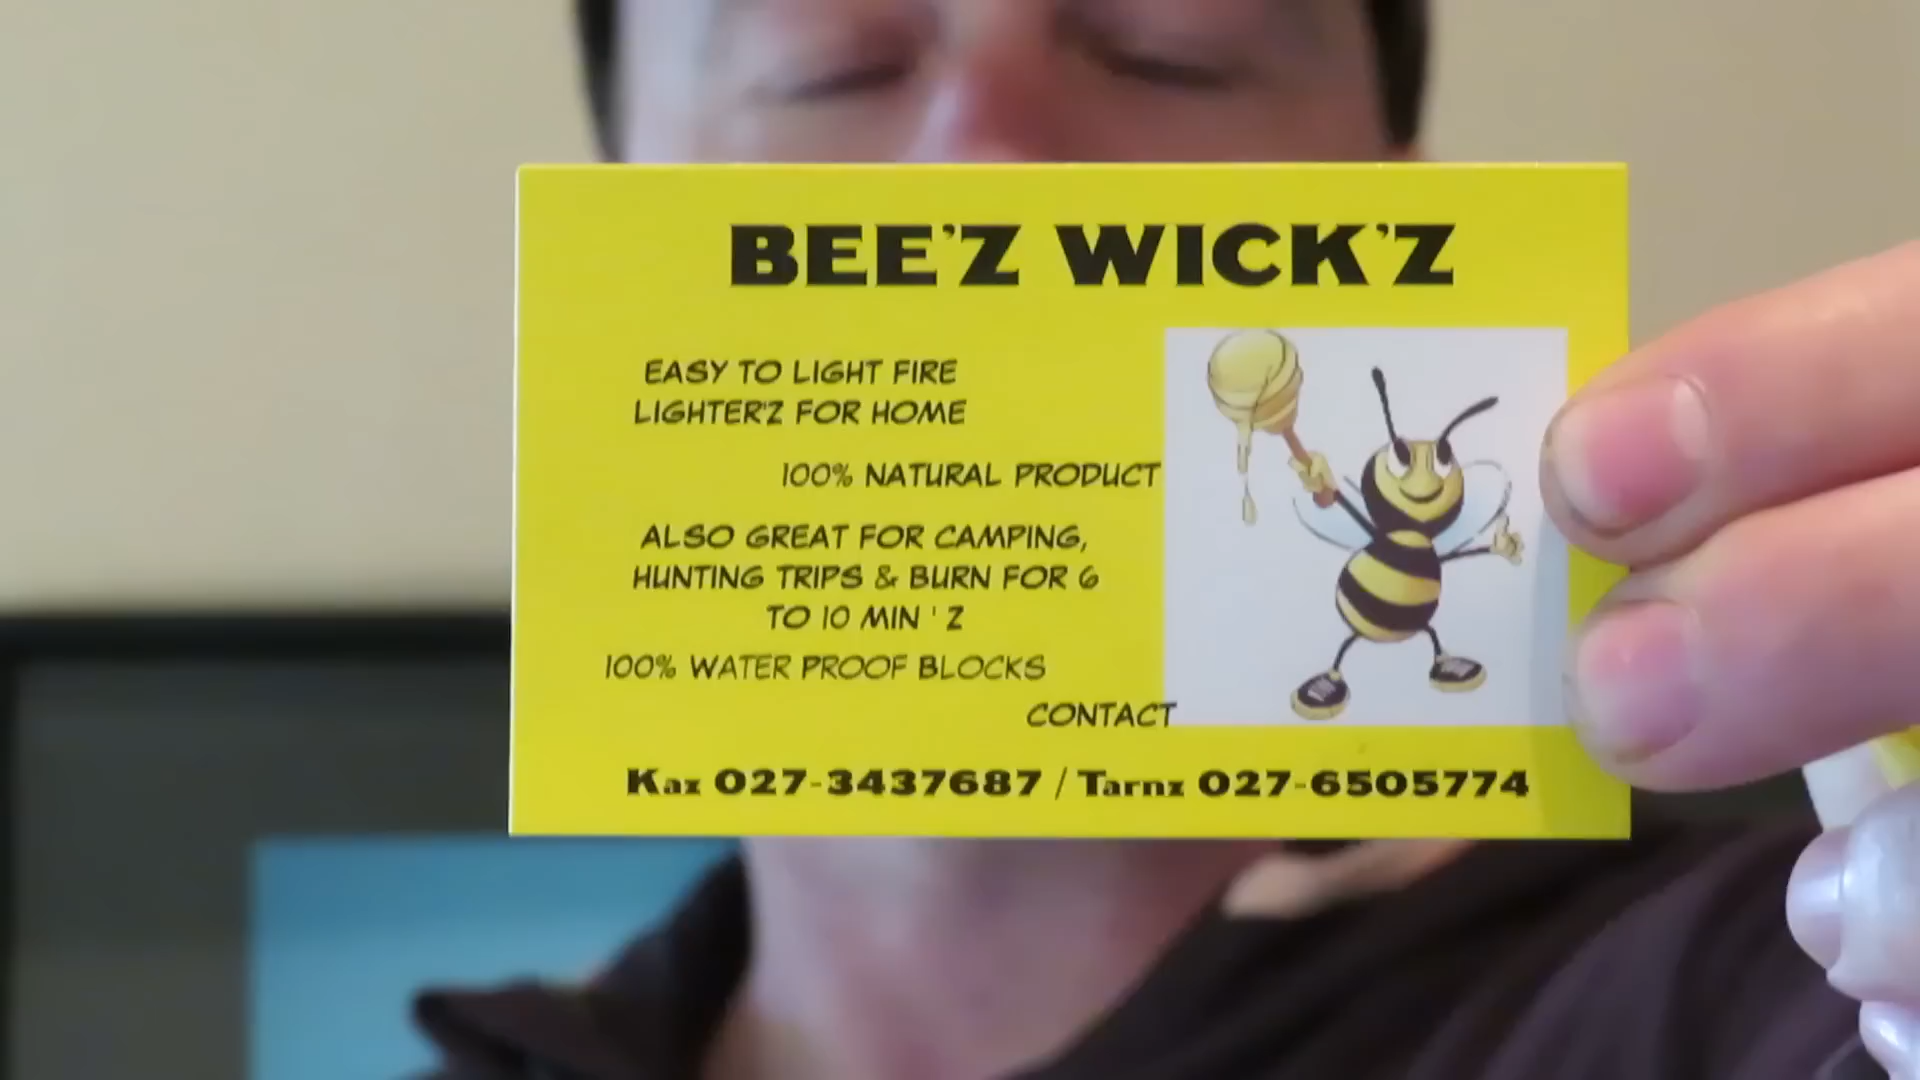 BEE'Z WICK'Z
EASY TO LIGHT FIRE
LIGHTER'Z FOR HOME
100% NATURAL PRODUCT
ALSO GREAT FOR CAMPING,
HUNTING TRIPS & BURN FOR 6
TO 10 MIN ' Z
100% WATER PROOF BLOCKS
CONTACT
Kaz 027-3437687 / Tarnz 027-6505774